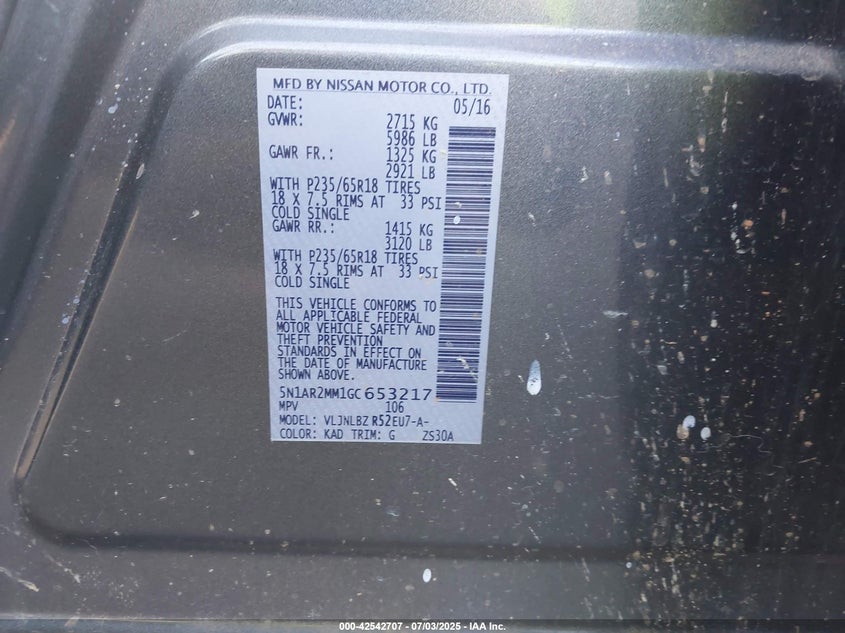 MFD BY NISSAN MOTOR CO., LTD.
DATE: 05/16
GVWR: 2715 KG
5986 LB
GAWR FR.: 1325 KG
2921 LB
WITH P235/65R18 TIRES
18 X 7.5 RIMS AT 33 PSI
COLD SINGLE
GAWR RR.: 1415 KG
3120 LB
WITH P235/65R18 TIRES
18 X 7.5 RIMS AT 33 PSI
COLD SINGLE
THIS VEHICLE CONFORMS TO
ALL APPLICABLE FEDERAL
MOTOR VEHICLE SAFETY AND
THEFT PREVENTION
STANDARDS IN EFFECT ON
THE DATE OF MANUFACTURE
SHOWN ABOVE.
5N1AR2MM1GC653217
MPV 106
MODEL: VLJNLBZ R52EU7-A-
COLOR: KAD TRIM: G ZS30A
000-42542707 - 07/03/2025 - IAA Inc.